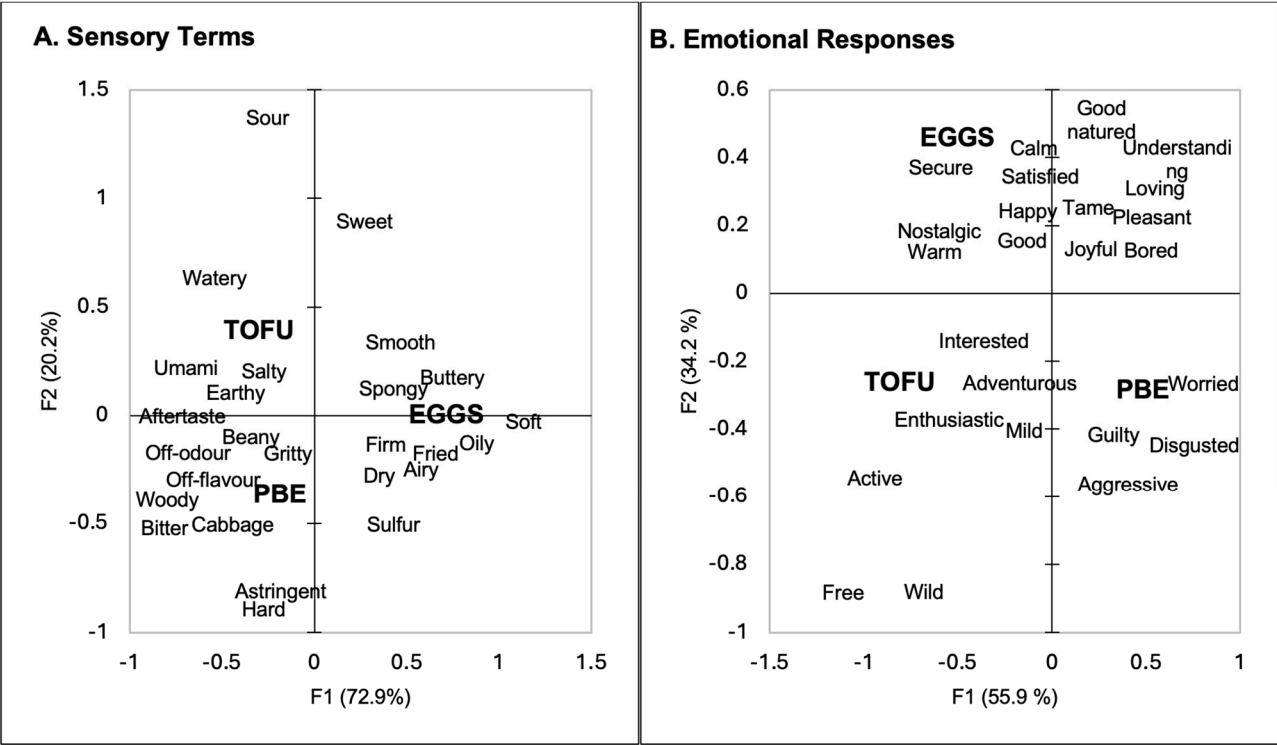 A. Sensory Terms
1.5
1
0.5
0
-0.5
-1
F2 (20.2%)
Sour
Sweet
Watery
TOFU
Smooth
Umami
Salty
Buttery
Earthy
Spongy
Aftertaste
EGGS
Soft
Beany
Firm
Oily
Off-odour
Gritty
Fried
Off-flavour
Dry
Airy
Woody
PBE
Bitter
Cabbage
Sulfur
Astringent
Hard
-1
-0.5
0
0.5
1
1.5
F1 (72.9%)
B. Emotional Responses
0.6
0.4
0.2
0
-0.2
-0.4
-0.6
-0.8
-1
F2 (34.2 %)
Good
natured
EGGS
Calm
Understandi
ng
Secure
Satisfied
Loving
Happy
Tame
Pleasant
Nostalgic
Warm
Good
Joyful
Bored
Interested
TOFU
Adventurous
PBE
Worried
Enthusiastic
Mild
Guilty
Disgusted
Active
Aggressive
Free
Wild
-1.5
-1
-0.5
0
0.5
1
F1 (55.9 %)